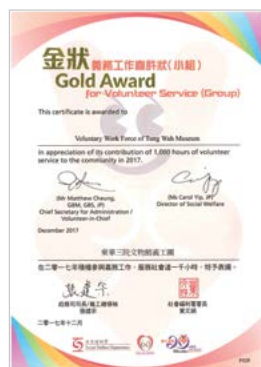 金狀義務工作嘉許狀(小組)
Gold Award
for Volunteer Service (Group)
This certificate is awarded to
Voluntary Work Force of Tung Wah Museum
in appreciation of its contribution of 1,000 hours of volunteer
service to the community in 2017.
(Mr Matthew Cheung,
GBM, GBS, JP)
Chief Secretary for Administration /
Volunteer-in-Chief
(Ms Carol Yip, JP)
Director of Social Welfare
December 2017
東華三院文物館義工團
在二零一七年積極參與義務工作,服務社會達一千小時,特予表揚。
張建宗
政務司司長/義工總領袖
張建宗
社會福利署署長
葉文娟
二零一七年十二月